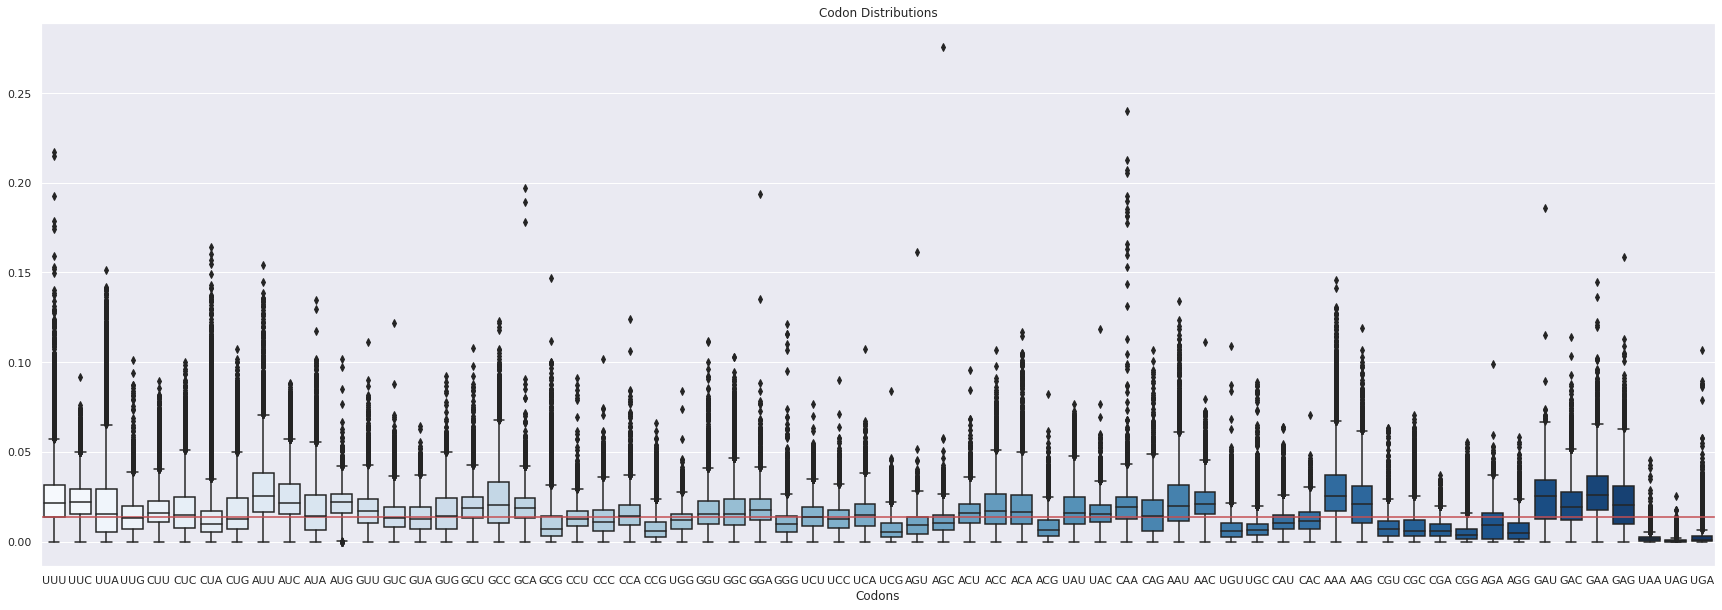 Codon Distributions
0.25
0.20
0.15
0.10
0.05
0.00
UUU UUC UUA UUG CUU CUC CUA CUG AUU AUC AUA AUG GUU GUC GUA GUG GCU GCC GCA GCG CCU CCC CCA CCG UGG GGU GGC GGA GGG UCU UCC UCA UCG AGU AGC ACU ACC ACA ACG UAU UAC CAA CAG AAU AAC UGU UGC CAU CAC AAA AAG CGU CGC CGA CGG AGA AGG GAU GAC GAA GAG UAA UAG UGA
Codons